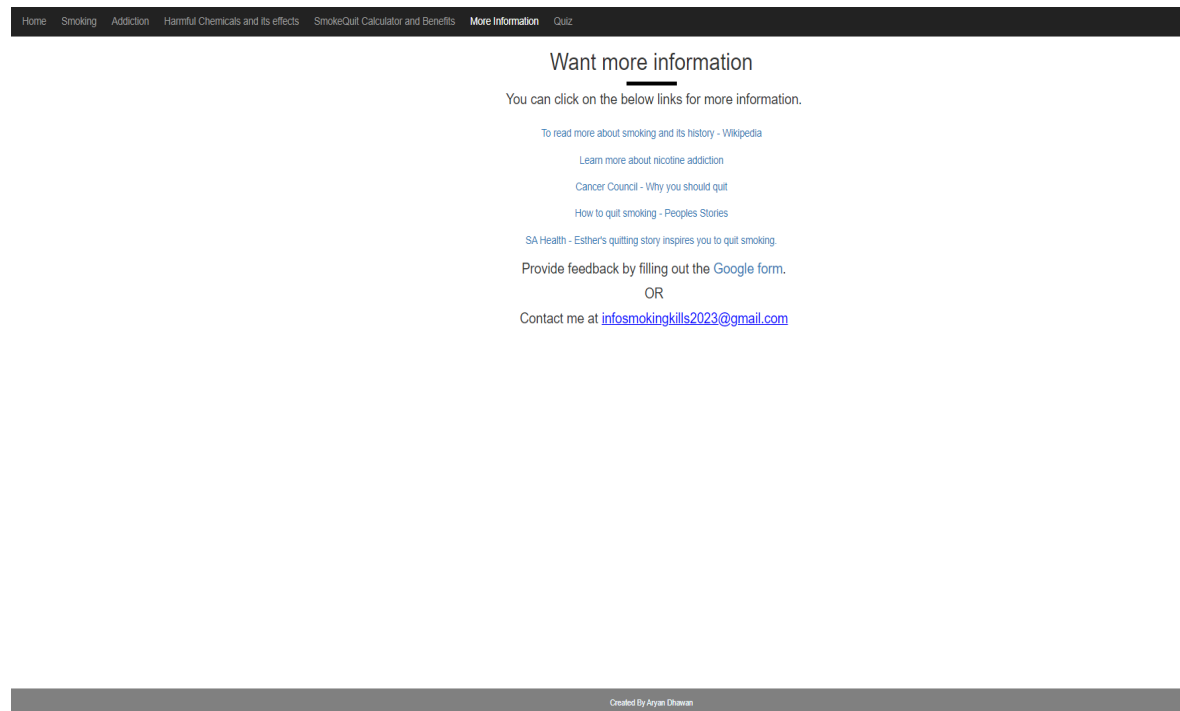 Home Smoking Addiction Harmful Chemicals and its effects SmokeQuit Calculator and Benefits More Information Quiz
Want more information
You can click on the below links for more information.
To read more about smoking and its history - Wikipedia
Learn more about nicotine addiction
Cancer Council - Why you should quit
How to quit smoking - Peoples Stories
SA Health - Esther's quitting story inspires you to quit smoking.
Provide feedback by filling out the Google form.
OR
Contact me at infosmokingkills2023@gmail.com
Created By Aryan Dhawan